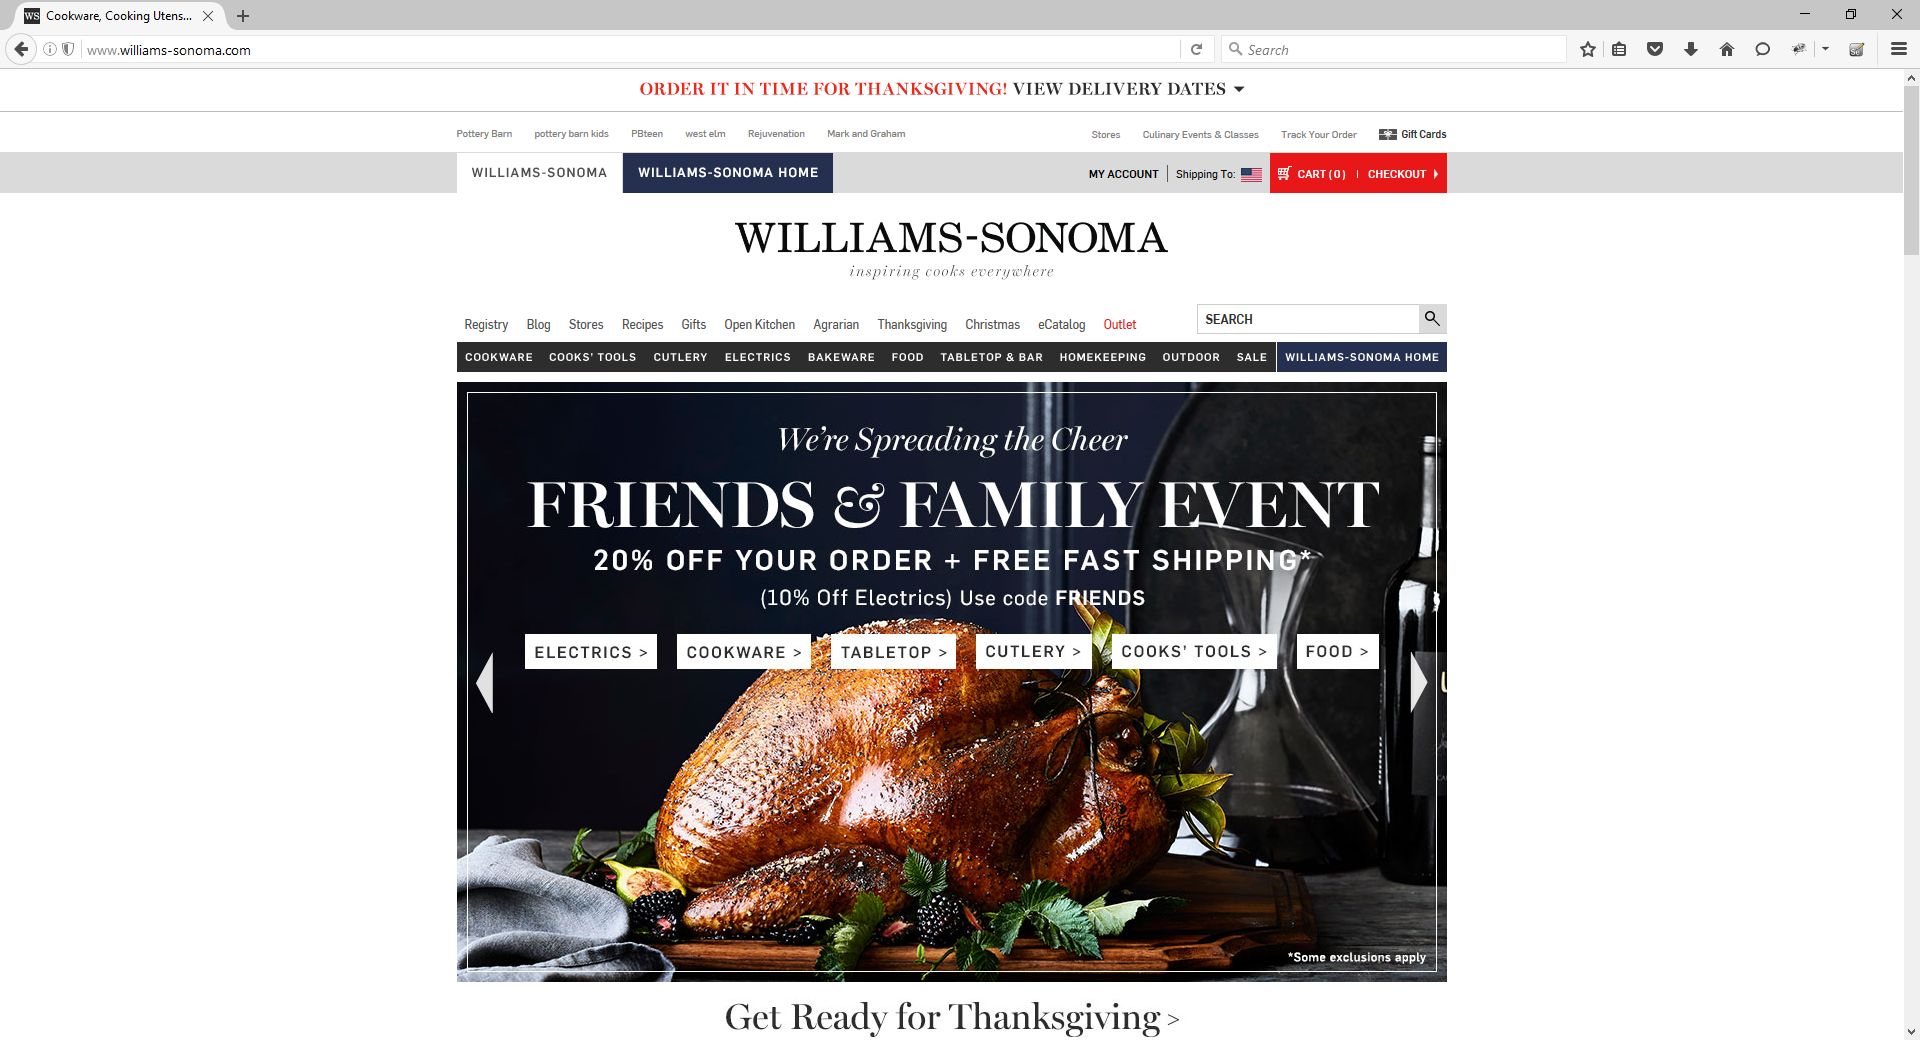 WS Cookware, Cooking Utens...
www.williams-sonoma.com
Search
ORDER IT IN TIME FOR THANKSGIVING! VIEW DELIVERY DATES
Pottery Barn pottery barn kids PBteen west elm Rejuvenation Mark and Graham Stores Culinary Events & Classes Track Your Order Gift Cards
WILLIAMS-SONOMA WILLIAMS-SONOMA HOME MY ACCOUNT | Shipping To: CART (0) | CHECKOUT
WILLIAMS-SONOMA
inspiring cooks everywhere
Registry Blog Stores Recipes Gifts Open Kitchen Agrarian Thanksgiving Christmas eCatalog Outlet SEARCH
COOKWARE COOKS' TOOLS CUTLERY ELECTRICS BAKEWARE FOOD TABLETOP & BAR HOMEKEEPING OUTDOOR SALE WILLIAMS-SONOMA HOME
We're Spreading the Cheer
FRIENDS & FAMILY EVENT
20% OFF YOUR ORDER + FREE FAST SHIPPING*
(10% Off Electrics) Use code FRIENDS
ELECTRICS > COOKWARE > TABLETOP > CUTLERY > COOKS' TOOLS > FOOD >
*Some exclusions apply
Get Ready for Thanksgiving >